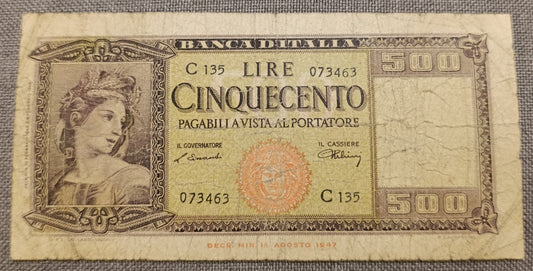 BANCA D'ITALIA
C 135 LIRE 073463
500
CINQUECENTO
PAGABILI A VISTA AL PORTATORE
IL GOVERNATORE IL CASSIERE
073463 C 135
500
DECR. MIN. 14 AGOSTO 1947